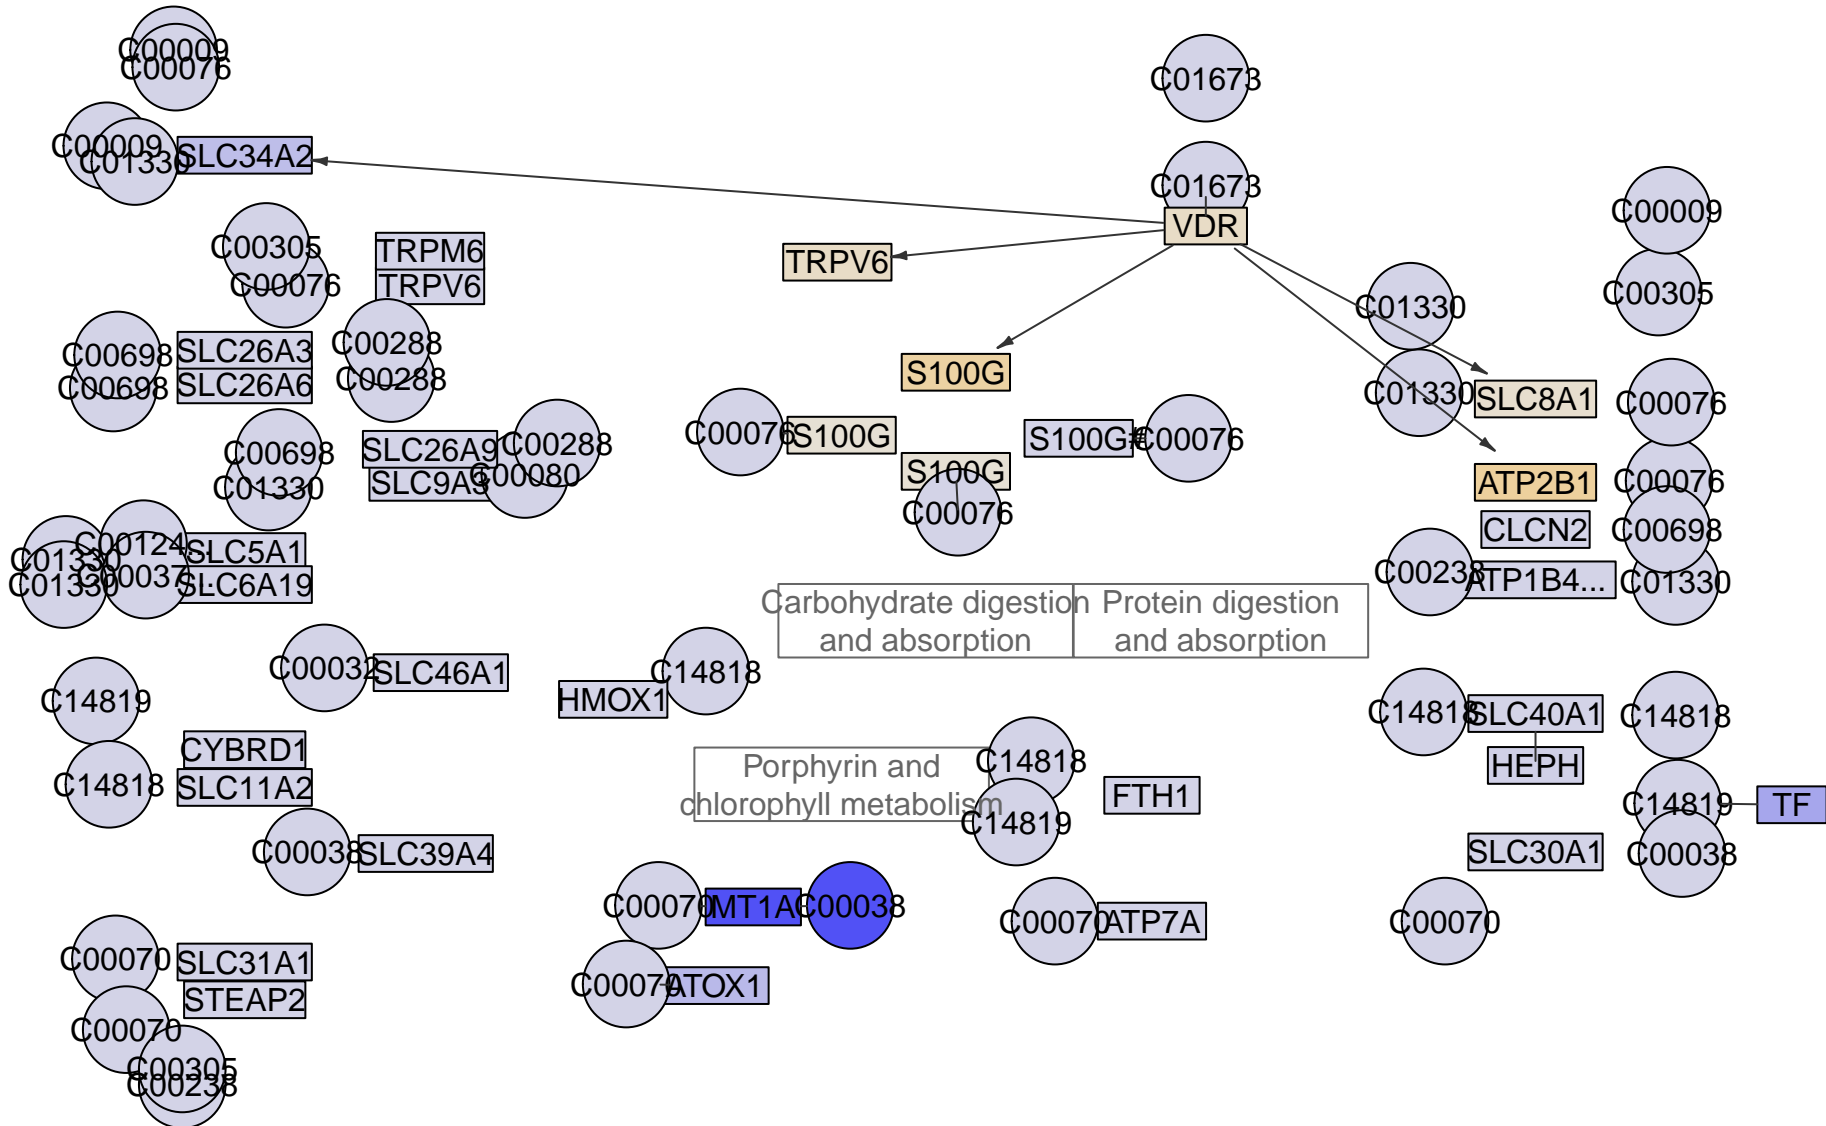 C00009
C00076
C01673
C00009
C01330
SLC34A2
C01673
VDR
C00009
C00305
TRPM6
TRPV6
C00076
TRPV6
C01330
C00305
C00698
SLC26A3
C00288
C00698
SLC26A6
C00288
S100G
C01330
SLC8A1
C00076
C00698
SLC26A9
C00288
C00076
S100G
S100G#
C00076
C01330
SLC9A3
C00080
S100G
C00076
ATP2B1
C00076
CLCN2
C00698
C01330
C00124...
SLC5A1
C01330
C00037...
SLC6A19
C00238
ATP1B4...
C01330
Carbohydrate digestion
and absorption
Protein digestion
and absorption
C00032
SLC46A1
C14818
HMOX1
C14819
C14818
SLC40A1
C14818
CYBRD1
C14818
SLC11A2
Porphyrin and
chlorophyll metabolism
C14818
C14819
FTH1
HEPH
C14819
TF
C00038
SLC39A4
SLC30A1
C00038
C00070
MT1A
C00038
C00070
ATP7A
C00070
C00070
SLC31A1
STEAP2
C00070
ATOX1
C00070
C00305
C00238